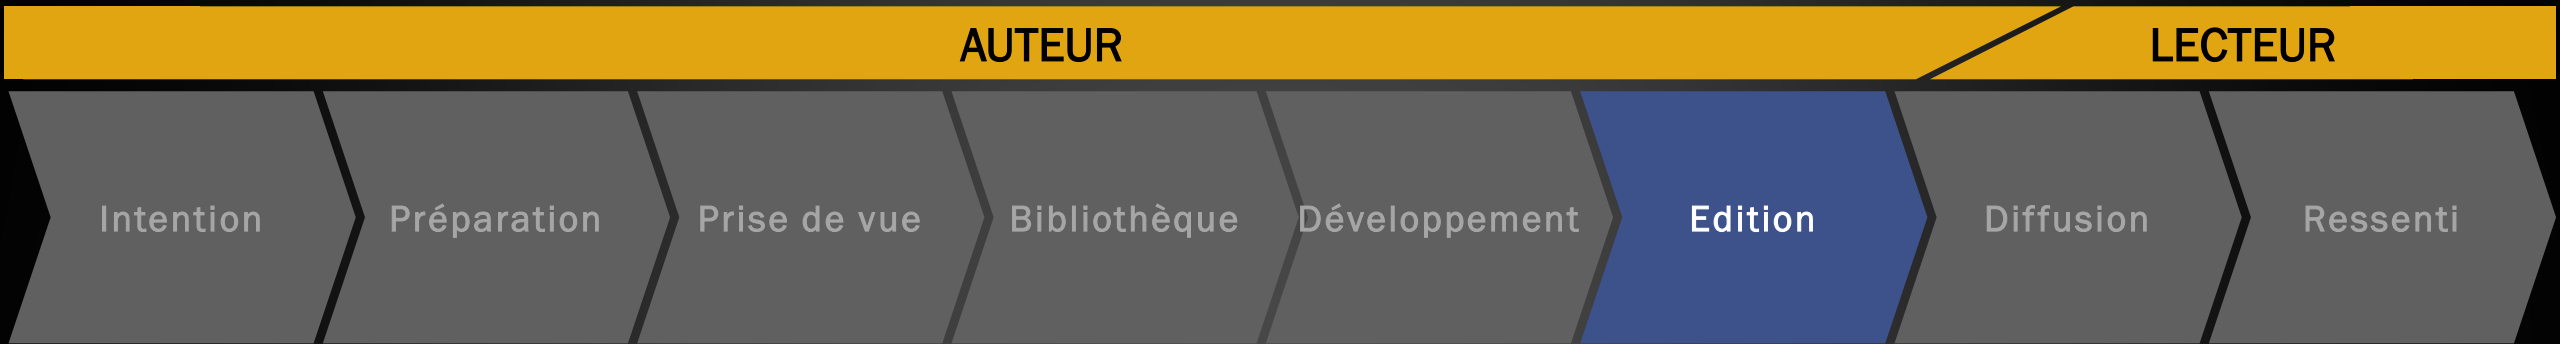 AUTEUR LECTEUR
Intention Préparation Prise de vue Bibliothèque Développement Edition Diffusion Ressenti